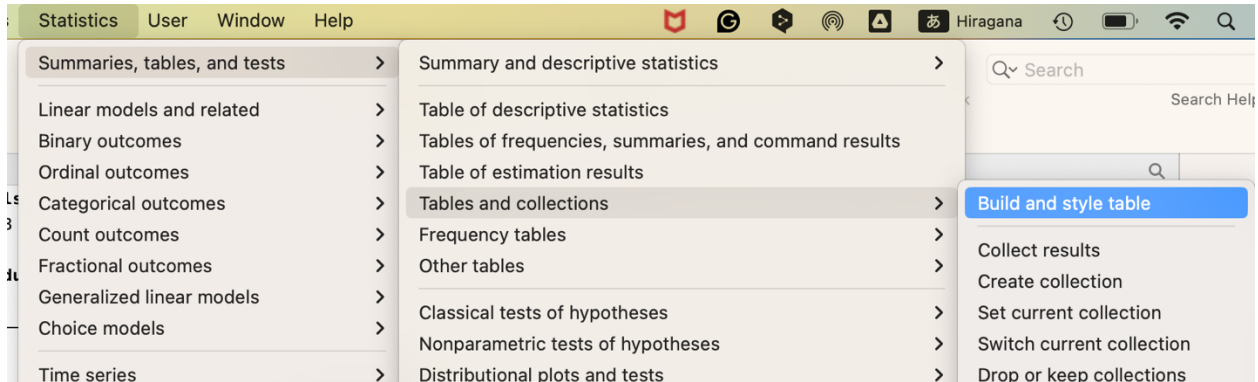 Statistics User Window Help あ Hiragana
Summaries, tables, and tests
Linear models and related
Binary outcomes
Ordinal outcomes
Categorical outcomes
Count outcomes
Fractional outcomes
Generalized linear models
Choice models
Time series
Summary and descriptive statistics
Table of descriptive statistics
Tables of frequencies, summaries, and command results
Table of estimation results
Tables and collections
Frequency tables
Other tables
Classical tests of hypotheses
Nonparametric tests of hypotheses
Distributional plots and tests
Search
Search Help
Build and style table
Collect results
Create collection
Set current collection
Switch current collection
Drop or keep collections